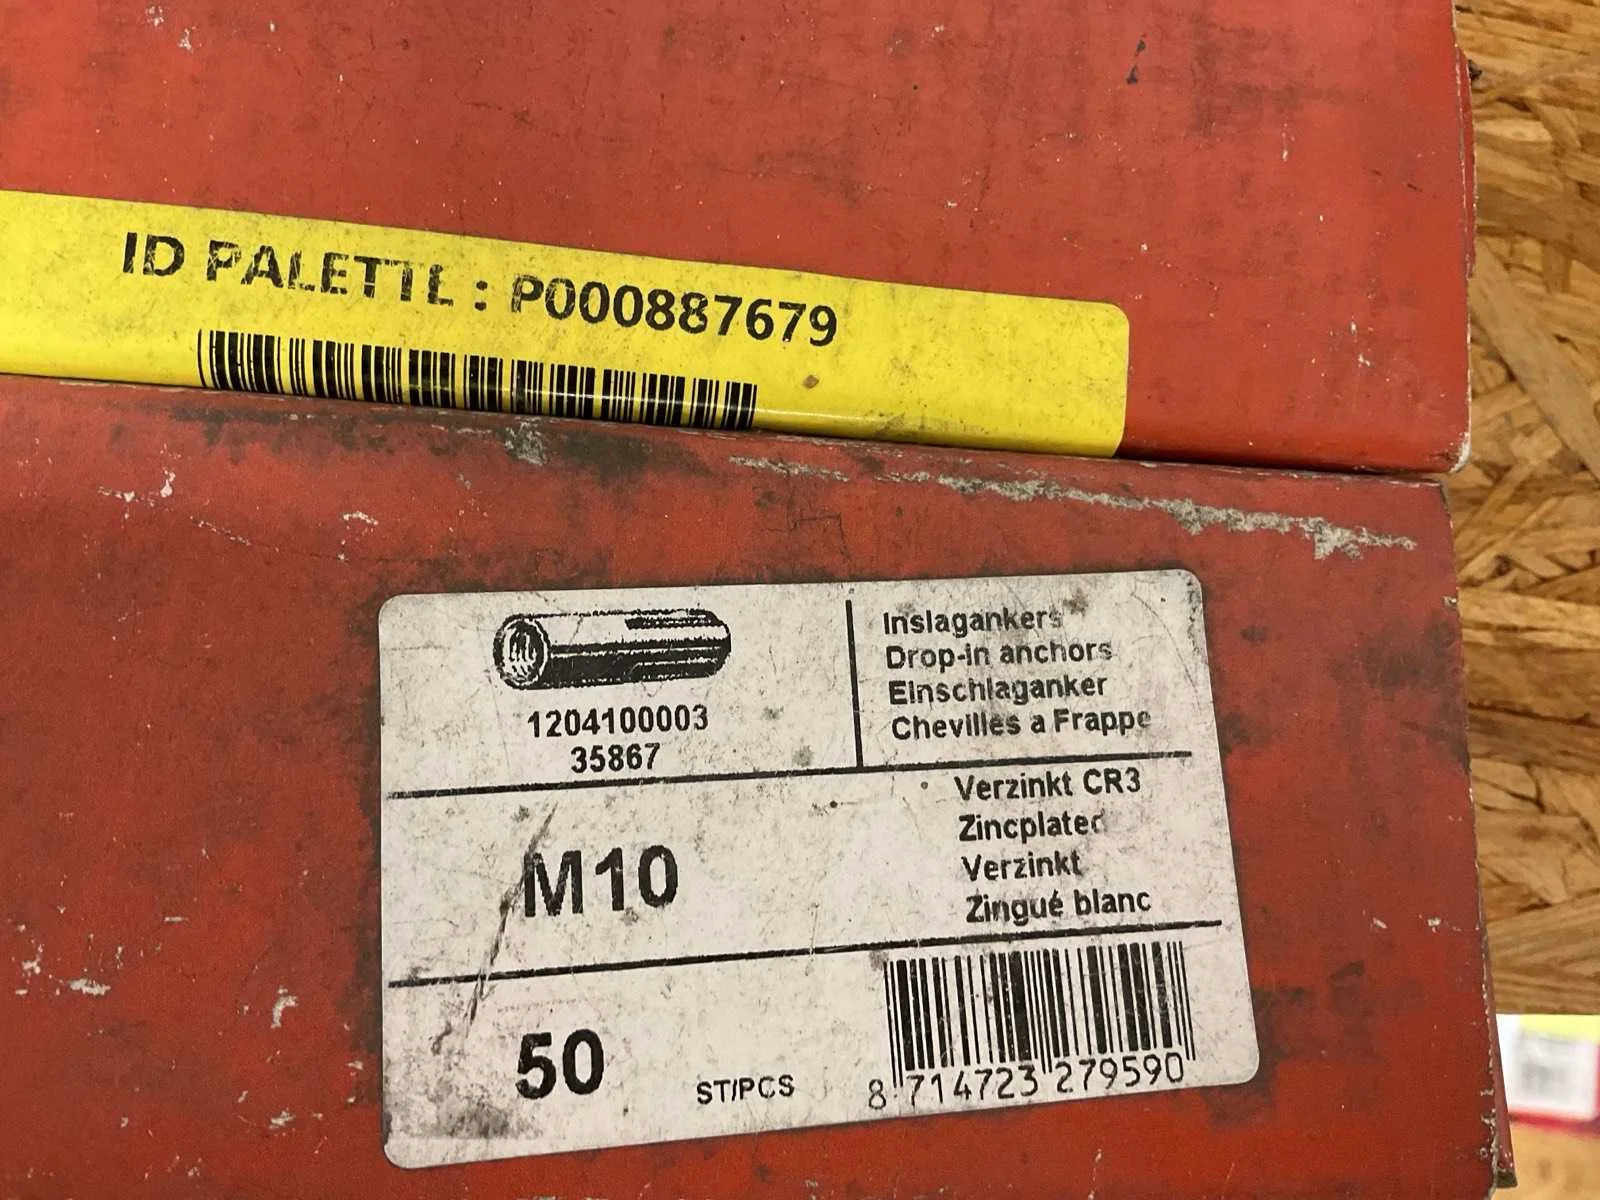 ID PALETTE : P000887679
1204100003
35867
Inslagankers
Drop-in anchors
Einschlaganker
Chevilles a Frappe
Verzinkt CR3
Zincplated
Verzinkt
Zingué blanc
M10
50
ST/PCS
8 714723 279590